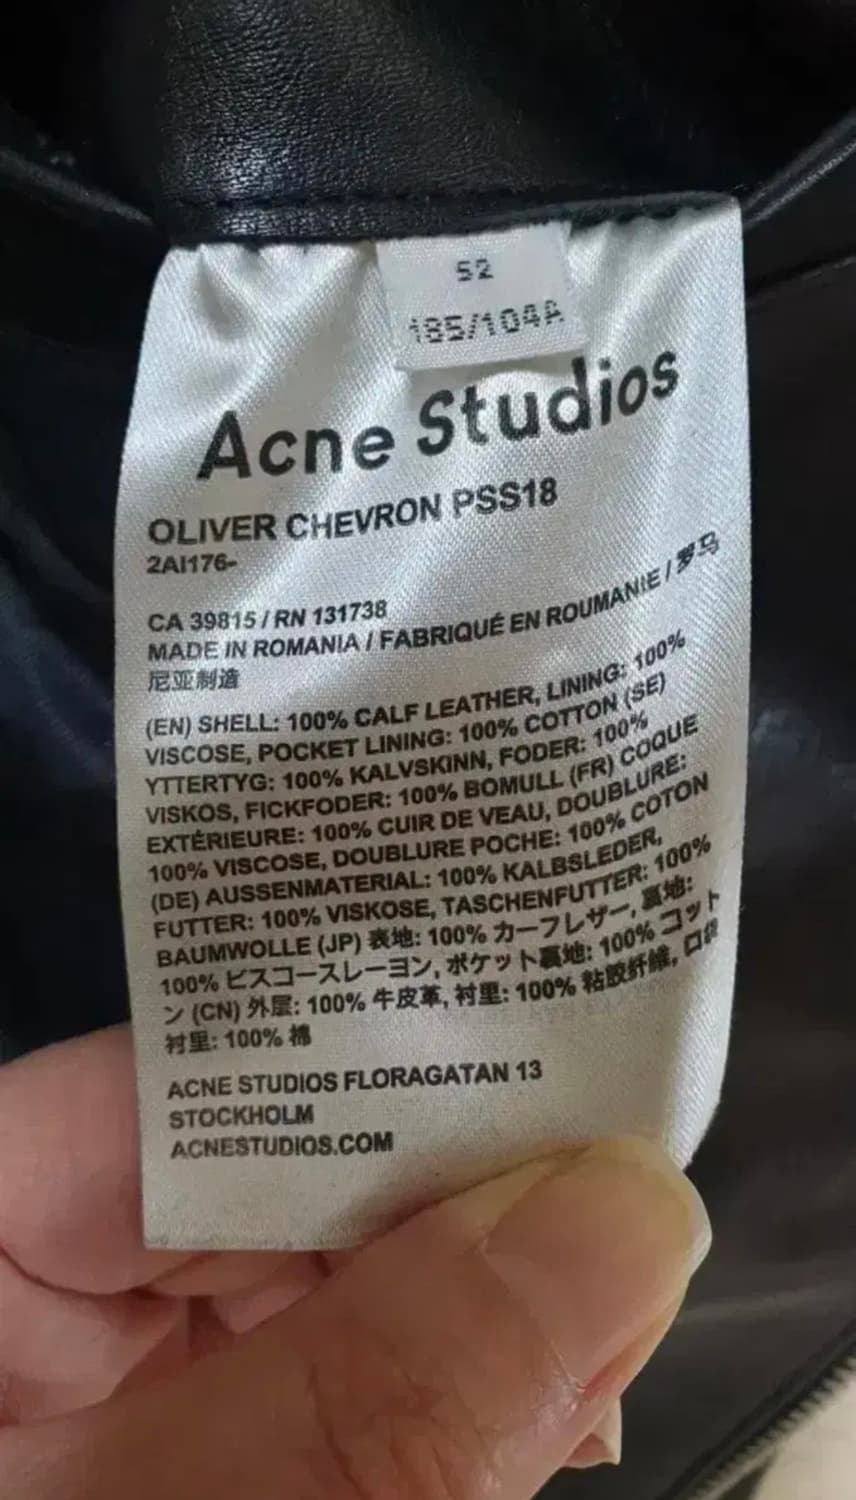 52
185/104A
Acne Studios
OLIVER CHEVRON PSS18
2AI176-
CA 39815 / RN 131738
MADE IN ROMANIA / FABRIQUÉ EN ROUMANIE / 罗马
尼亚制造
(EN) SHELL: 100% CALF LEATHER, LINING: 100%
VISCOSE, POCKET LINING: 100% COTTON (SE)
YTTERTYG: 100% KALVSKINN, FODER: 100%
VISKOS, FICKFODER: 100% BOMULL (FR) COQUE
EXTÉRIEURE: 100% CUIR DE VEAU, DOUBLURE:
100% VISCOSE, DOUBLURE POCHE: 100% COTON
(DE) AUSSENMATERIAL: 100% KALBSLEDER,
FUTTER: 100% VISKOSE, TASCHENFUTTER: 100%
BAUMWOLLE (JP) 表地: 100% カーフレザー, 裏地:
100% ビスコースレーヨン, ポケット裏地: 100% コット
ン (CN) 外层: 100% 牛皮革, 衬里: 100% 粘胶纤维, 口袋
衬里: 100% 棉
ACNE STUDIOS FLORAGATAN 13
STOCKHOLM
ACNESTUDIOS.COM